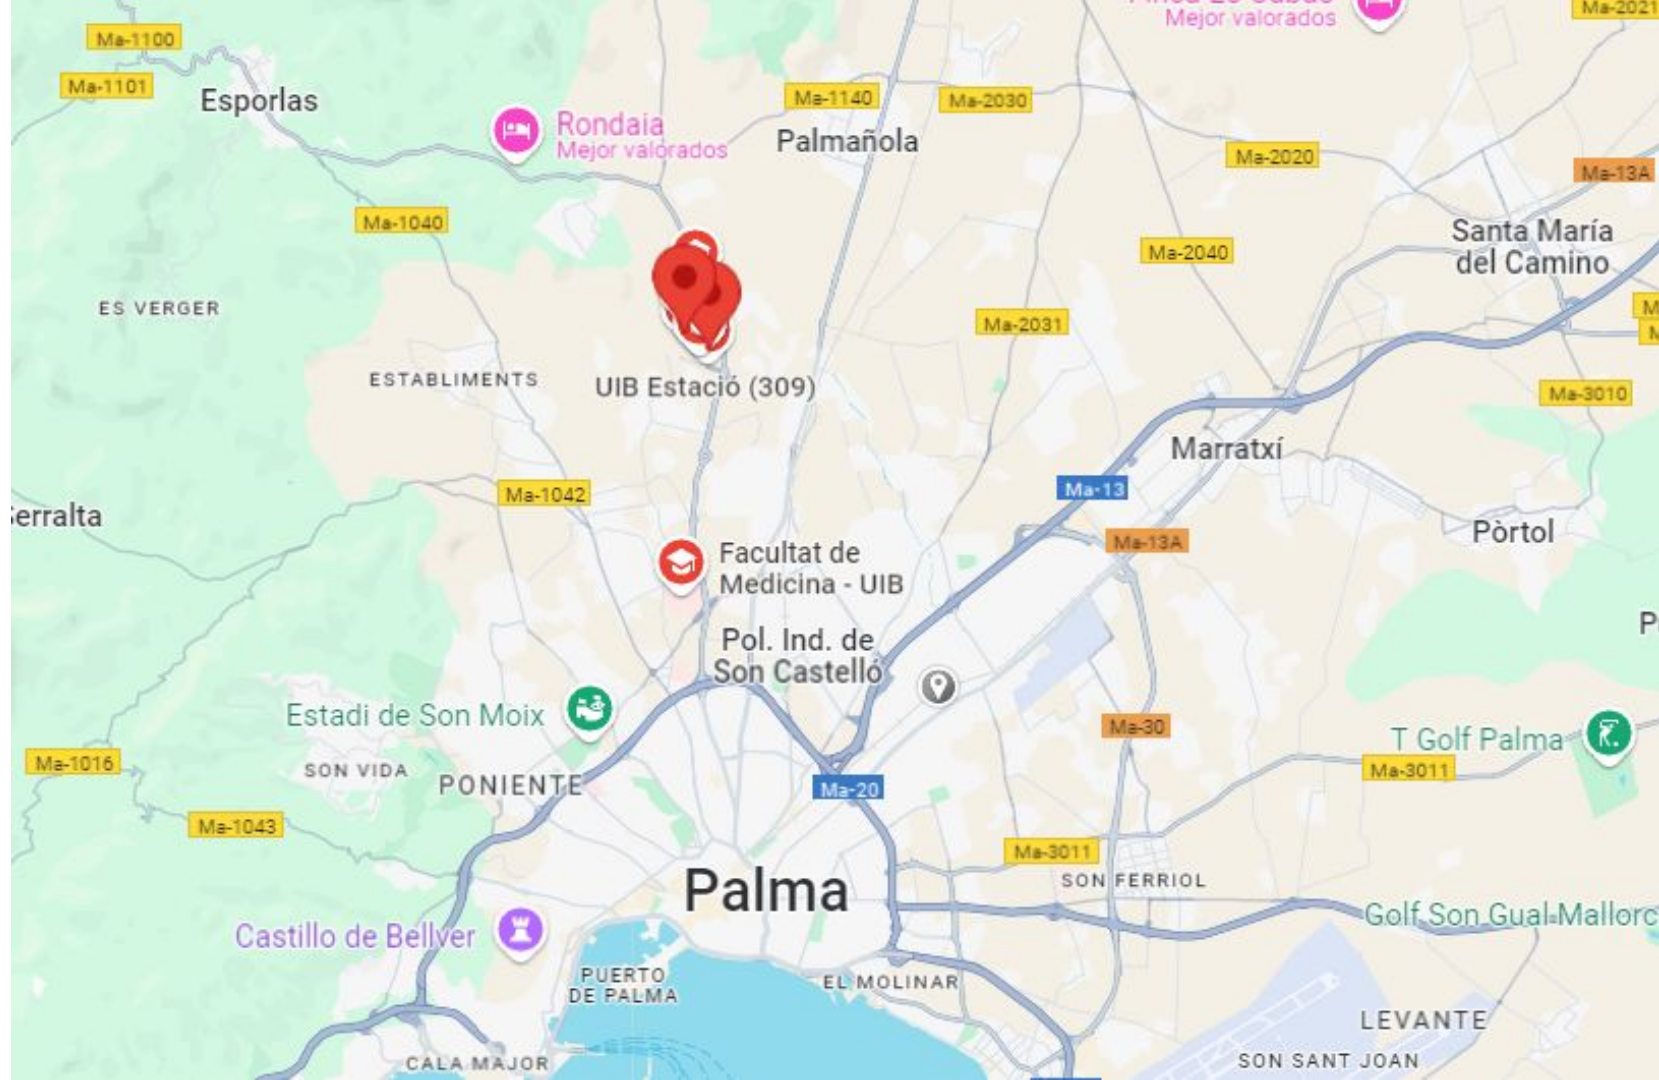 Mejor valorados
Ma-2021
Ma-1100
Ma-1101
Esporlas
Rondaia
Mejor valorados
Ma-1140
Ma-2030
Palmañola
Ma-2020
Ma-13A
Ma-1040
Santa María
del Camino
Ma-2040
ES VERGER
Ma-2031
ESTABLIMENTS
UIB Estació (309)
Ma-3010
Marratxí
Ma-1042
Ma-13
erralta
Pòrtol
Ma-13A
Facultat de
Medicina - UIB
Pol. Ind. de
Son Castelló
Estadi de Son Moix
Ma-30
T Golf Palma
Ma-1016
SON VIDA
PONIENTE
Ma-3011
Ma-20
Ma-1043
Ma-3011
Palma
SON FERRIOL
Golf Son Gual Mallorc
Castillo de Bellver
PUERTO
DE PALMA
EL MOLINAR
LEVANTE
CALA MAJOR
SON SANT JOAN